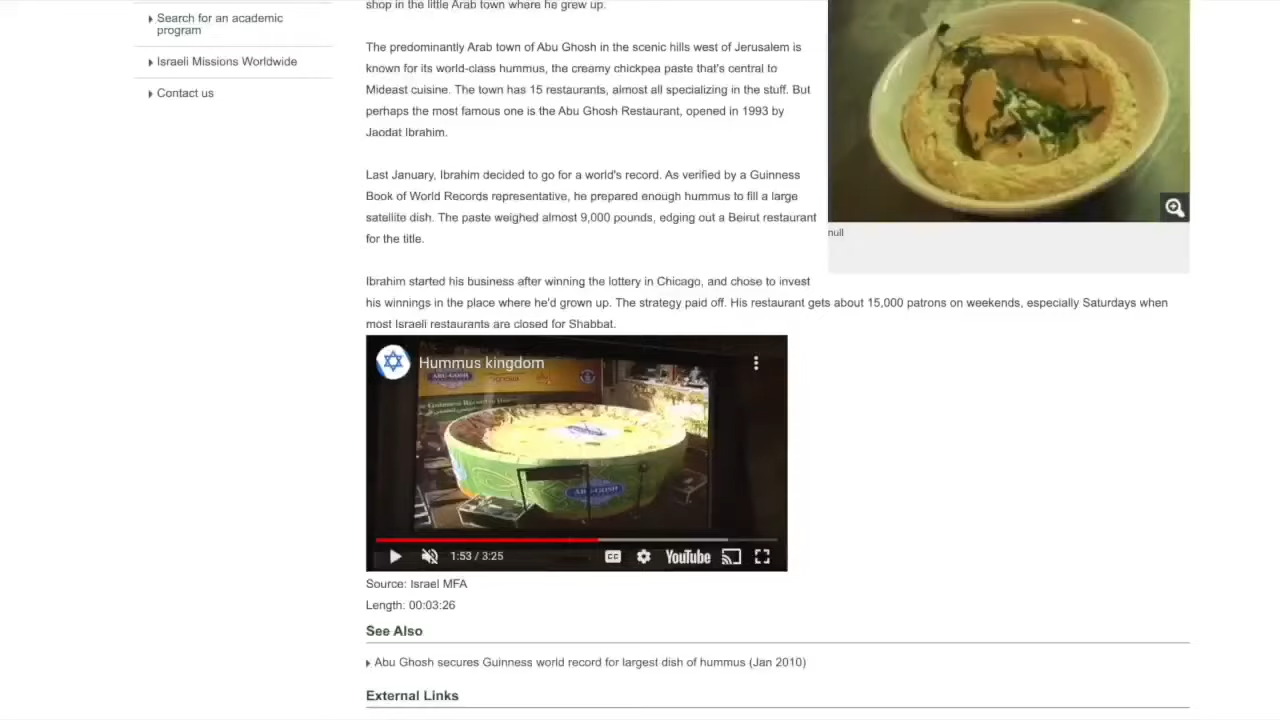 Search for an academic
program
Israeli Missions Worldwide
Contact us
shop in the little Arab town where he grew up.
The predominantly Arab town of Abu Ghosh in the scenic hills west of Jerusalem is
known for its world-class hummus, the creamy chickpea paste that's central to
Mideast cuisine. The town has 15 restaurants, almost all specializing in the stuff. But
perhaps the most famous one is the Abu Ghosh Restaurant, opened in 1993 by
Jaodat Ibrahim.
Last January, Ibrahim decided to go for a world's record. As verified by a Guinness
Book of World Records representative, he prepared enough hummus to fill a large
satellite dish. The paste weighed almost 9,000 pounds, edging out a Beirut restaurant
for the title.
null
Ibrahim started his business after winning the lottery in Chicago, and chose to invest
his winnings in the place where he'd grown up. The strategy paid off. His restaurant gets about 15,000 patrons on weekends, especially Saturdays when
most Israeli restaurants are closed for Shabbat.
Hummus kingdom
ABU-GOSH
ABU-GOSH
1:53 / 3:25
CC
YouTube
Source: Israel MFA
Length: 00:03:26
See Also
Abu Ghosh secures Guinness world record for largest dish of hummus (Jan 2010)
External Links